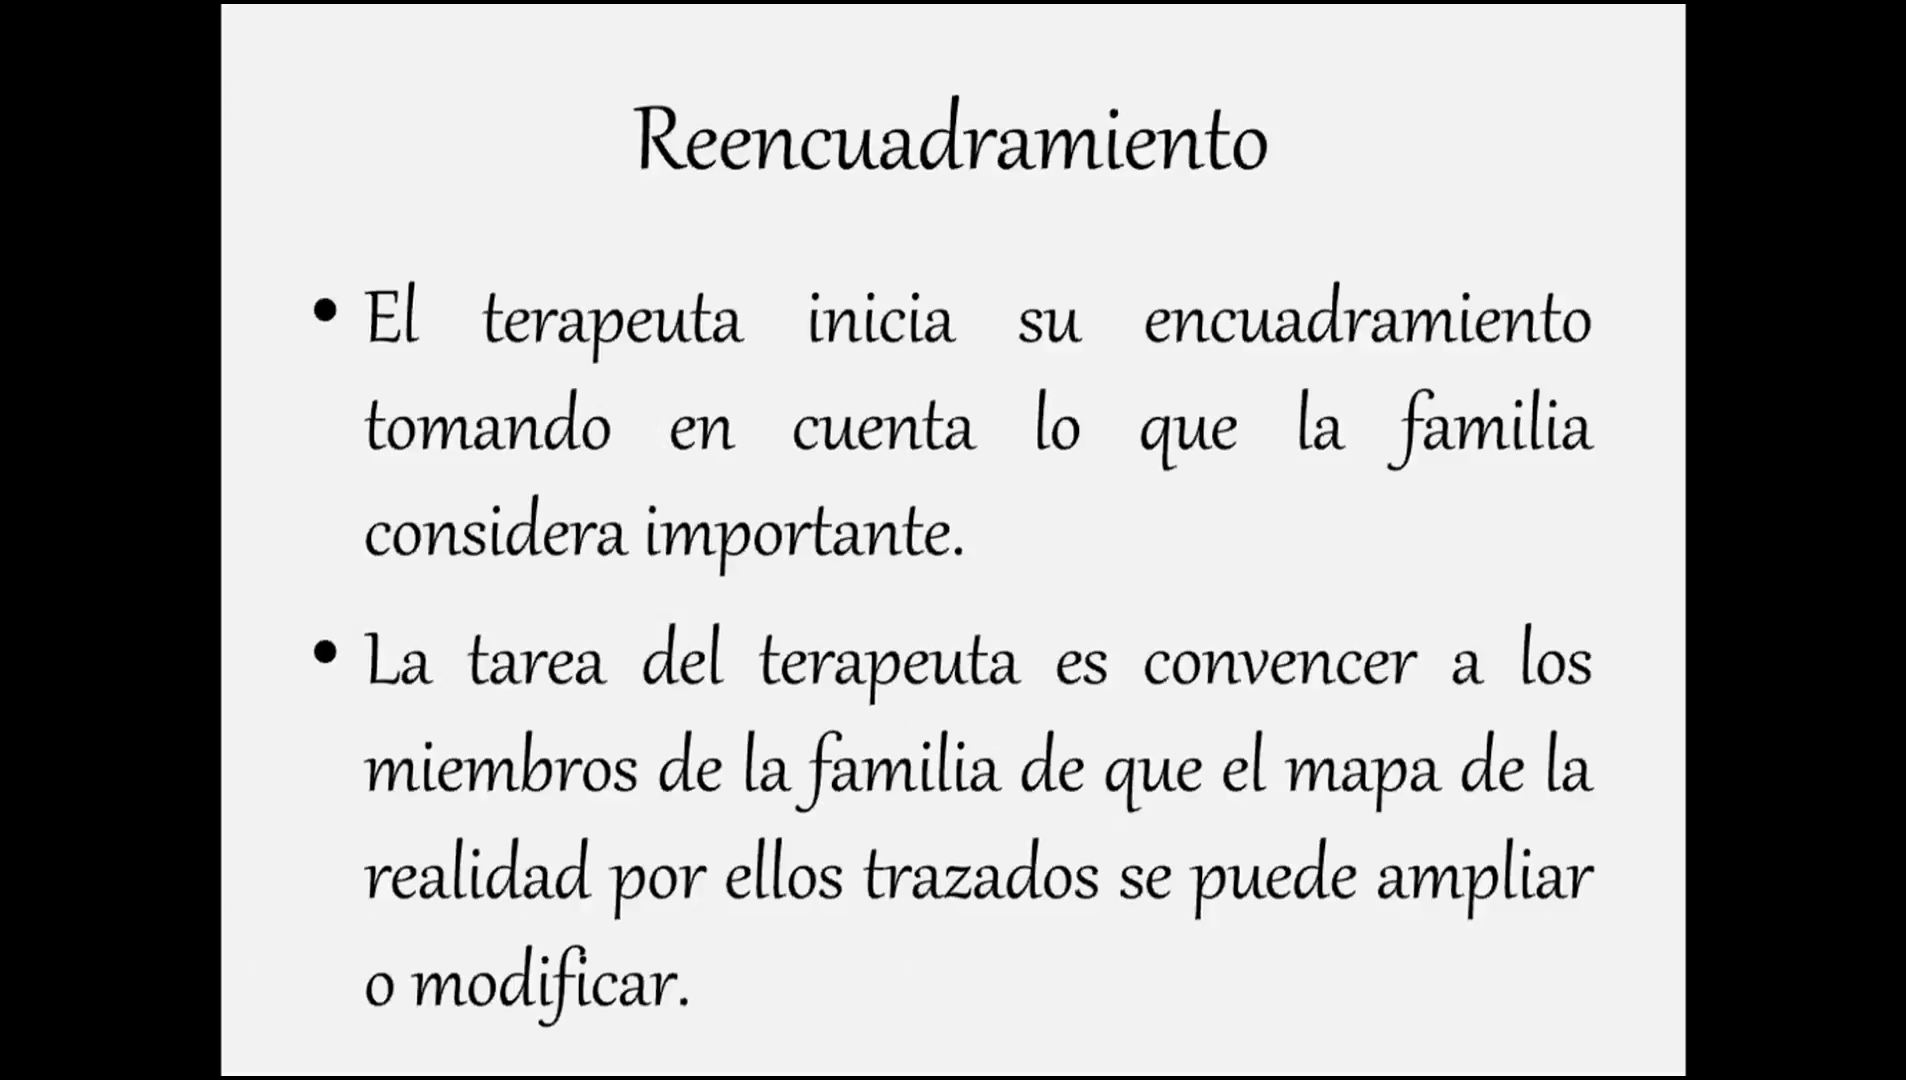 Reencuadramiento
• El terapeuta inicia su encuadramiento
tomando en cuenta lo que la familia
considera importante.
• La tarea del terapeuta es convencer a los
miembros de la familia de que el mapa de la
realidad por ellos trazados se puede ampliar
o modificar.